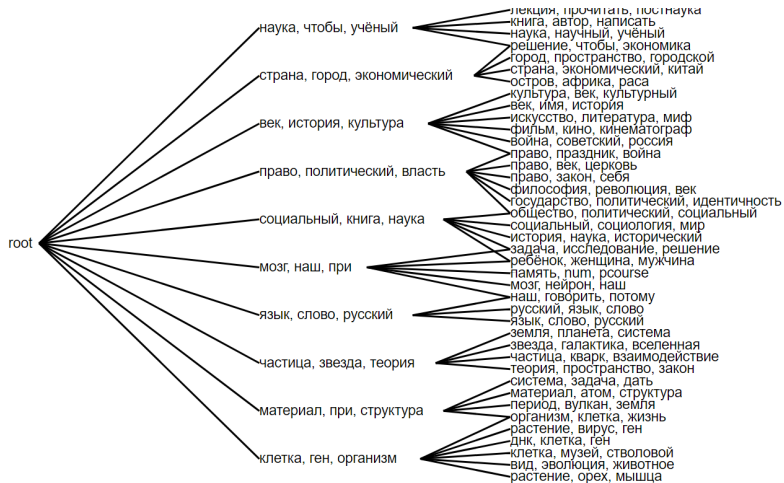 root
наука, чтобы, учёный
страна, город, экономический
век, история, культура
право, политический, власть
социальный, книга, наука
мозг, наш, при
язык, слово, русский
частица, звезда, теория
материал, при, структура
клетка, ген, организм
лекция, прочитать, постнаука
книга, автор, написать
наука, научный, учёный
решение, чтобы, экономика
город, пространство, городской
страна, экономический, китай
остров, африка, раса
культура, век, культурный
век, имя, история
искусство, литература, миф
фильм, кино, кинематограф
война, советский, россия
право, праздник, война
право, век, церковь
право, закон, себя
философия, революция, век
государство, политический, идентичность
общество, политический, социальный
социальный, социология, мир
история, наука, исторический
задача, исследование, решение
ребёнок, женщина, мужчина
память, num, pcourse
мозг, нейрон, наш
наш, говорить, потому
русский, язык, слово
язык, слово, русский
земля, планета, система
звезда, галактика, вселенная
частица, кварк, взаимодействие
теория, пространство, закон
система, задача, дать
материал, атом, структура
период, вулкан, земля
организм, клетка, жизнь
растение, вирус, ген
днк, клетка, ген
клетка, музей, стволовой
вид, эволюция, животное
растение, орех, мышца